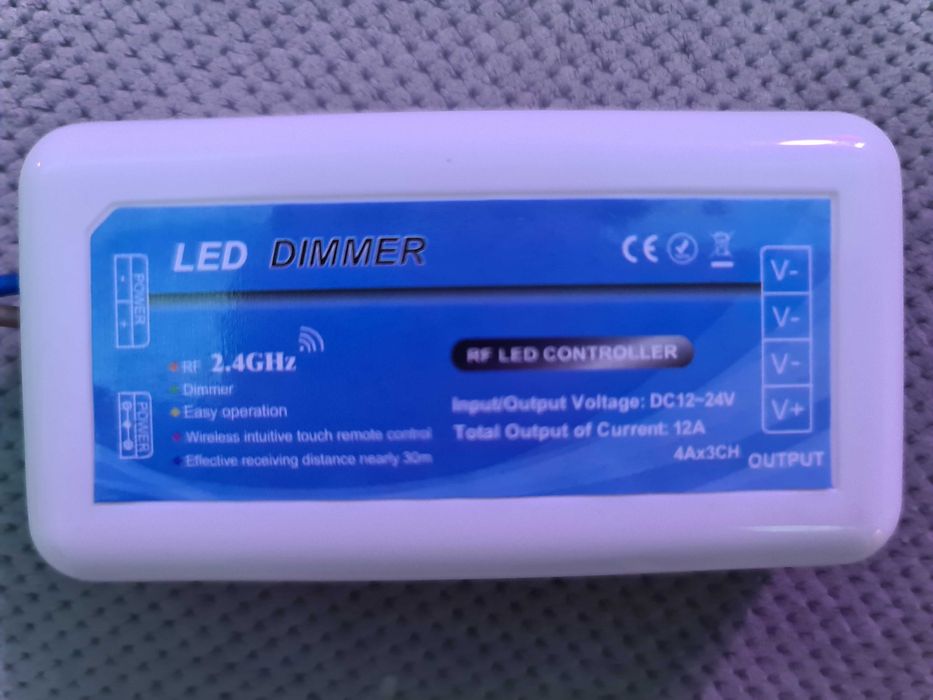 LED DIMMER
CE
POWER
- +
RF 2.4GHz
Dimmer
Easy operation
Wireless intuitive touch remote control
Effective receiving distance nearly 30m
POWER
RF LED CONTROLLER
Input/Output Voltage: DC12~24V
Total Output of Current: 12A
4Ax3CH
V-
V-
V-
V+
OUTPUT